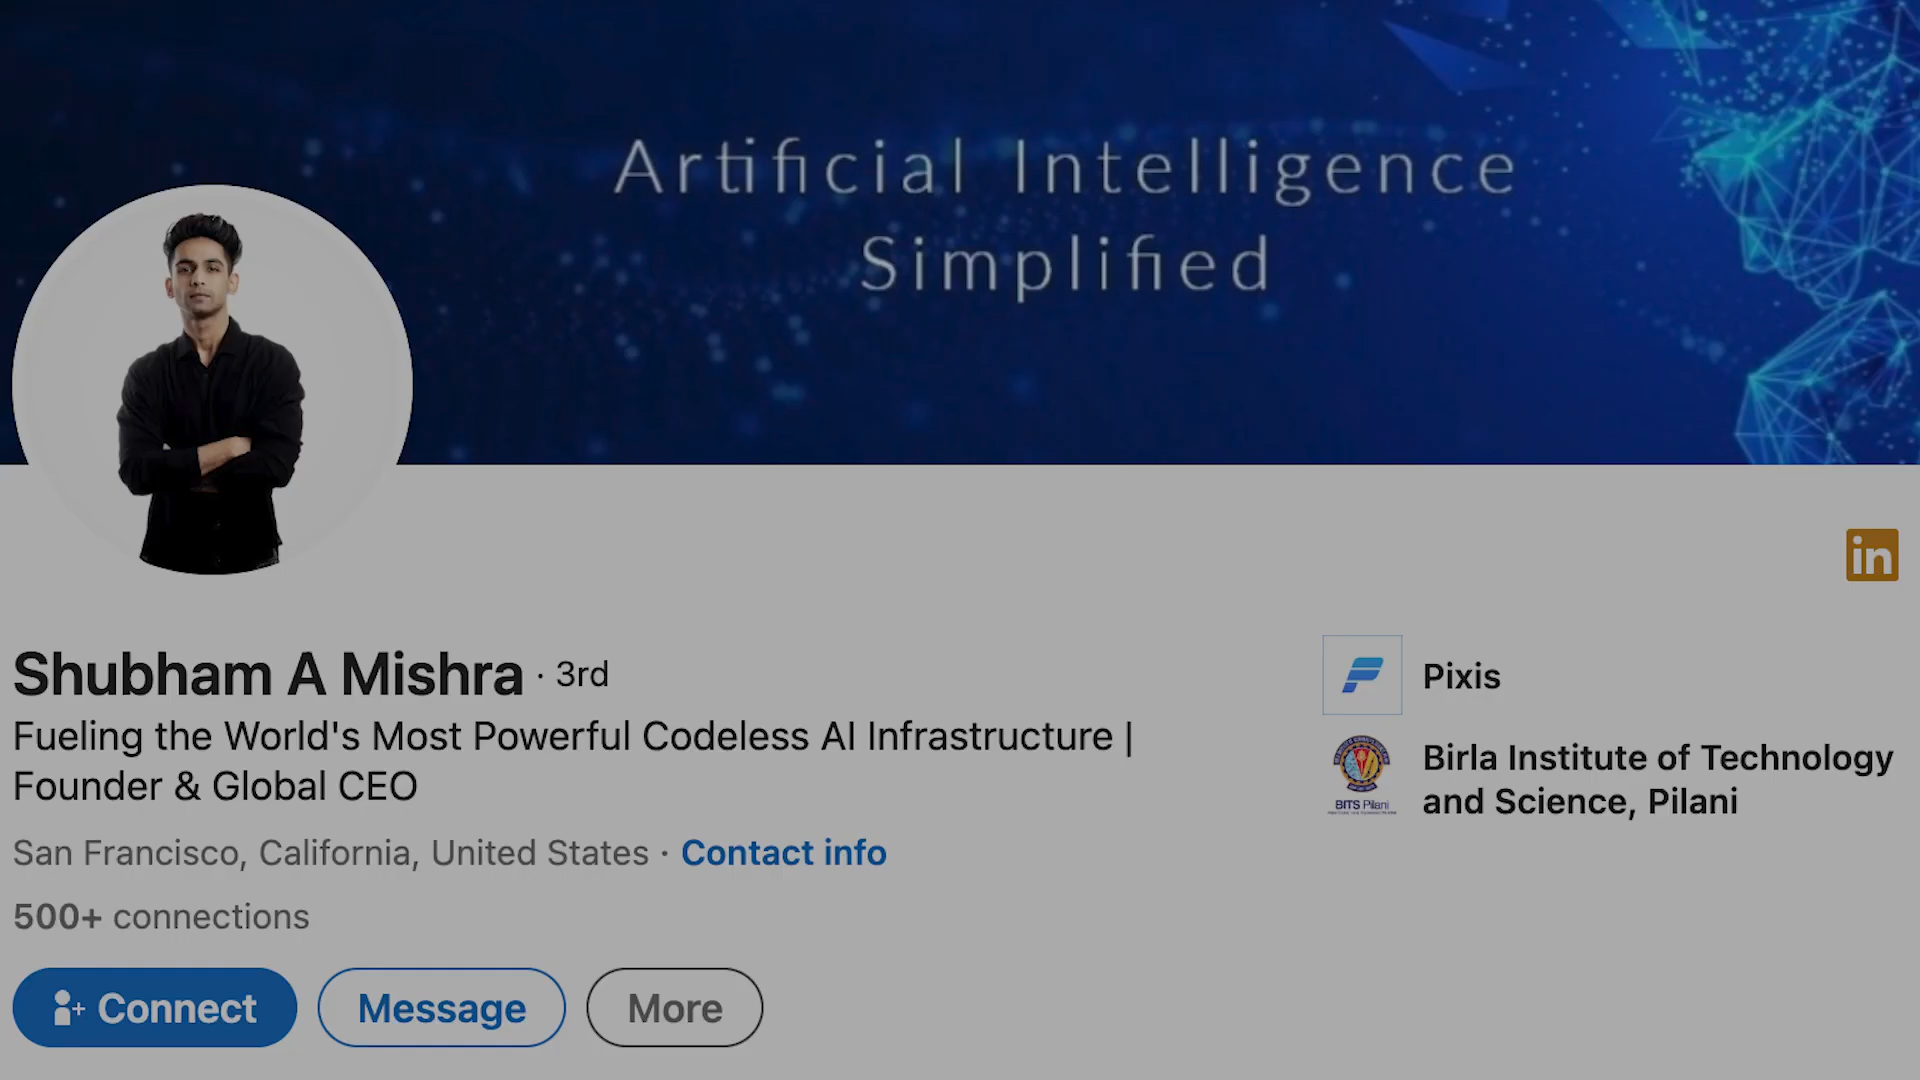 Artificial Intelligence
Simplified
in
Shubham A Mishra · 3rd
Fueling the World's Most Powerful Codeless AI Infrastructure |
Founder & Global CEO
San Francisco, California, United States · Contact info
500+ connections
Connect
Message
More
Pixis
BITS Pilani
Birla Institute of Technology
and Science, Pilani